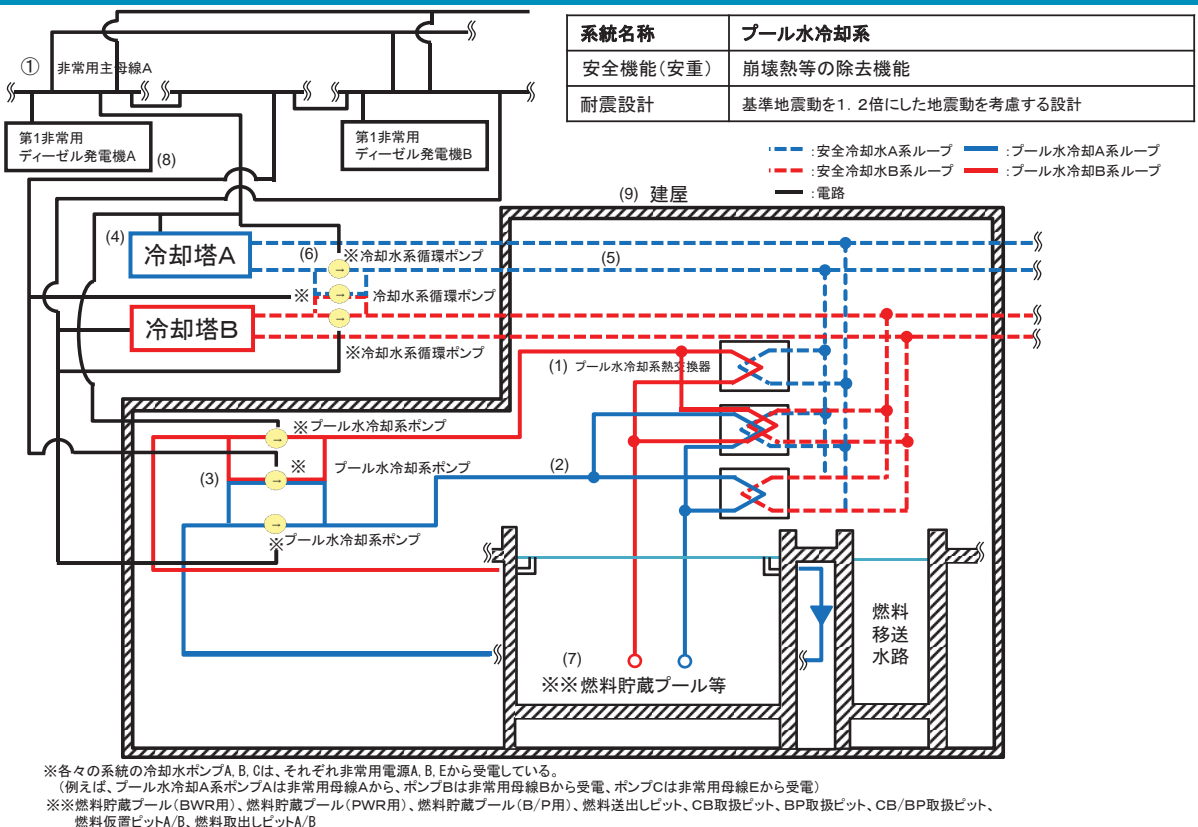 系統名称 プール水冷却系
安全機能(安重) 崩壊熱等の除去機能
耐震設計 基準地震動を1.2倍にした地震動を考慮する設計
① 非常用主母線A
第1非常用
ディーゼル発電機A
(8)
第1非常用
ディーゼル発電機B
:安全冷却水A系ループ :プール水冷却A系ループ
:安全冷却水B系ループ :プール水冷却B系ループ
:電路
(9) 建屋
(4)
冷却塔A
(6)
※冷却水系循環ポンプ
(5)
※ 冷却水系循環ポンプ
冷却塔B
※冷却水系循環ポンプ
(1) プール水冷却系熱交換器
※プール水冷却系ポンプ
※ プール水冷却系ポンプ
(2)
(3)
※プール水冷却系ポンプ
燃料
移送
水路
(7)
※※燃料貯蔵プール等
※各々の系統の冷却水ポンプA,B,Cは、それぞれ非常用電源A,B,Eから受電している。
(例えば、プール水冷却A系ポンプAは非常用母線Aから、ポンプBは非常用母線Bから受電、ポンプCは非常用母線Eから受電)
※※燃料貯蔵プール(BWR用)、燃料貯蔵プール(PWR用)、燃料貯蔵プール(B/P用)、燃料送出しピット、CB取扱ピット、BP取扱ピット、CB/BP取扱ピット、
燃料仮置ピットA/B、燃料取出しピットA/B